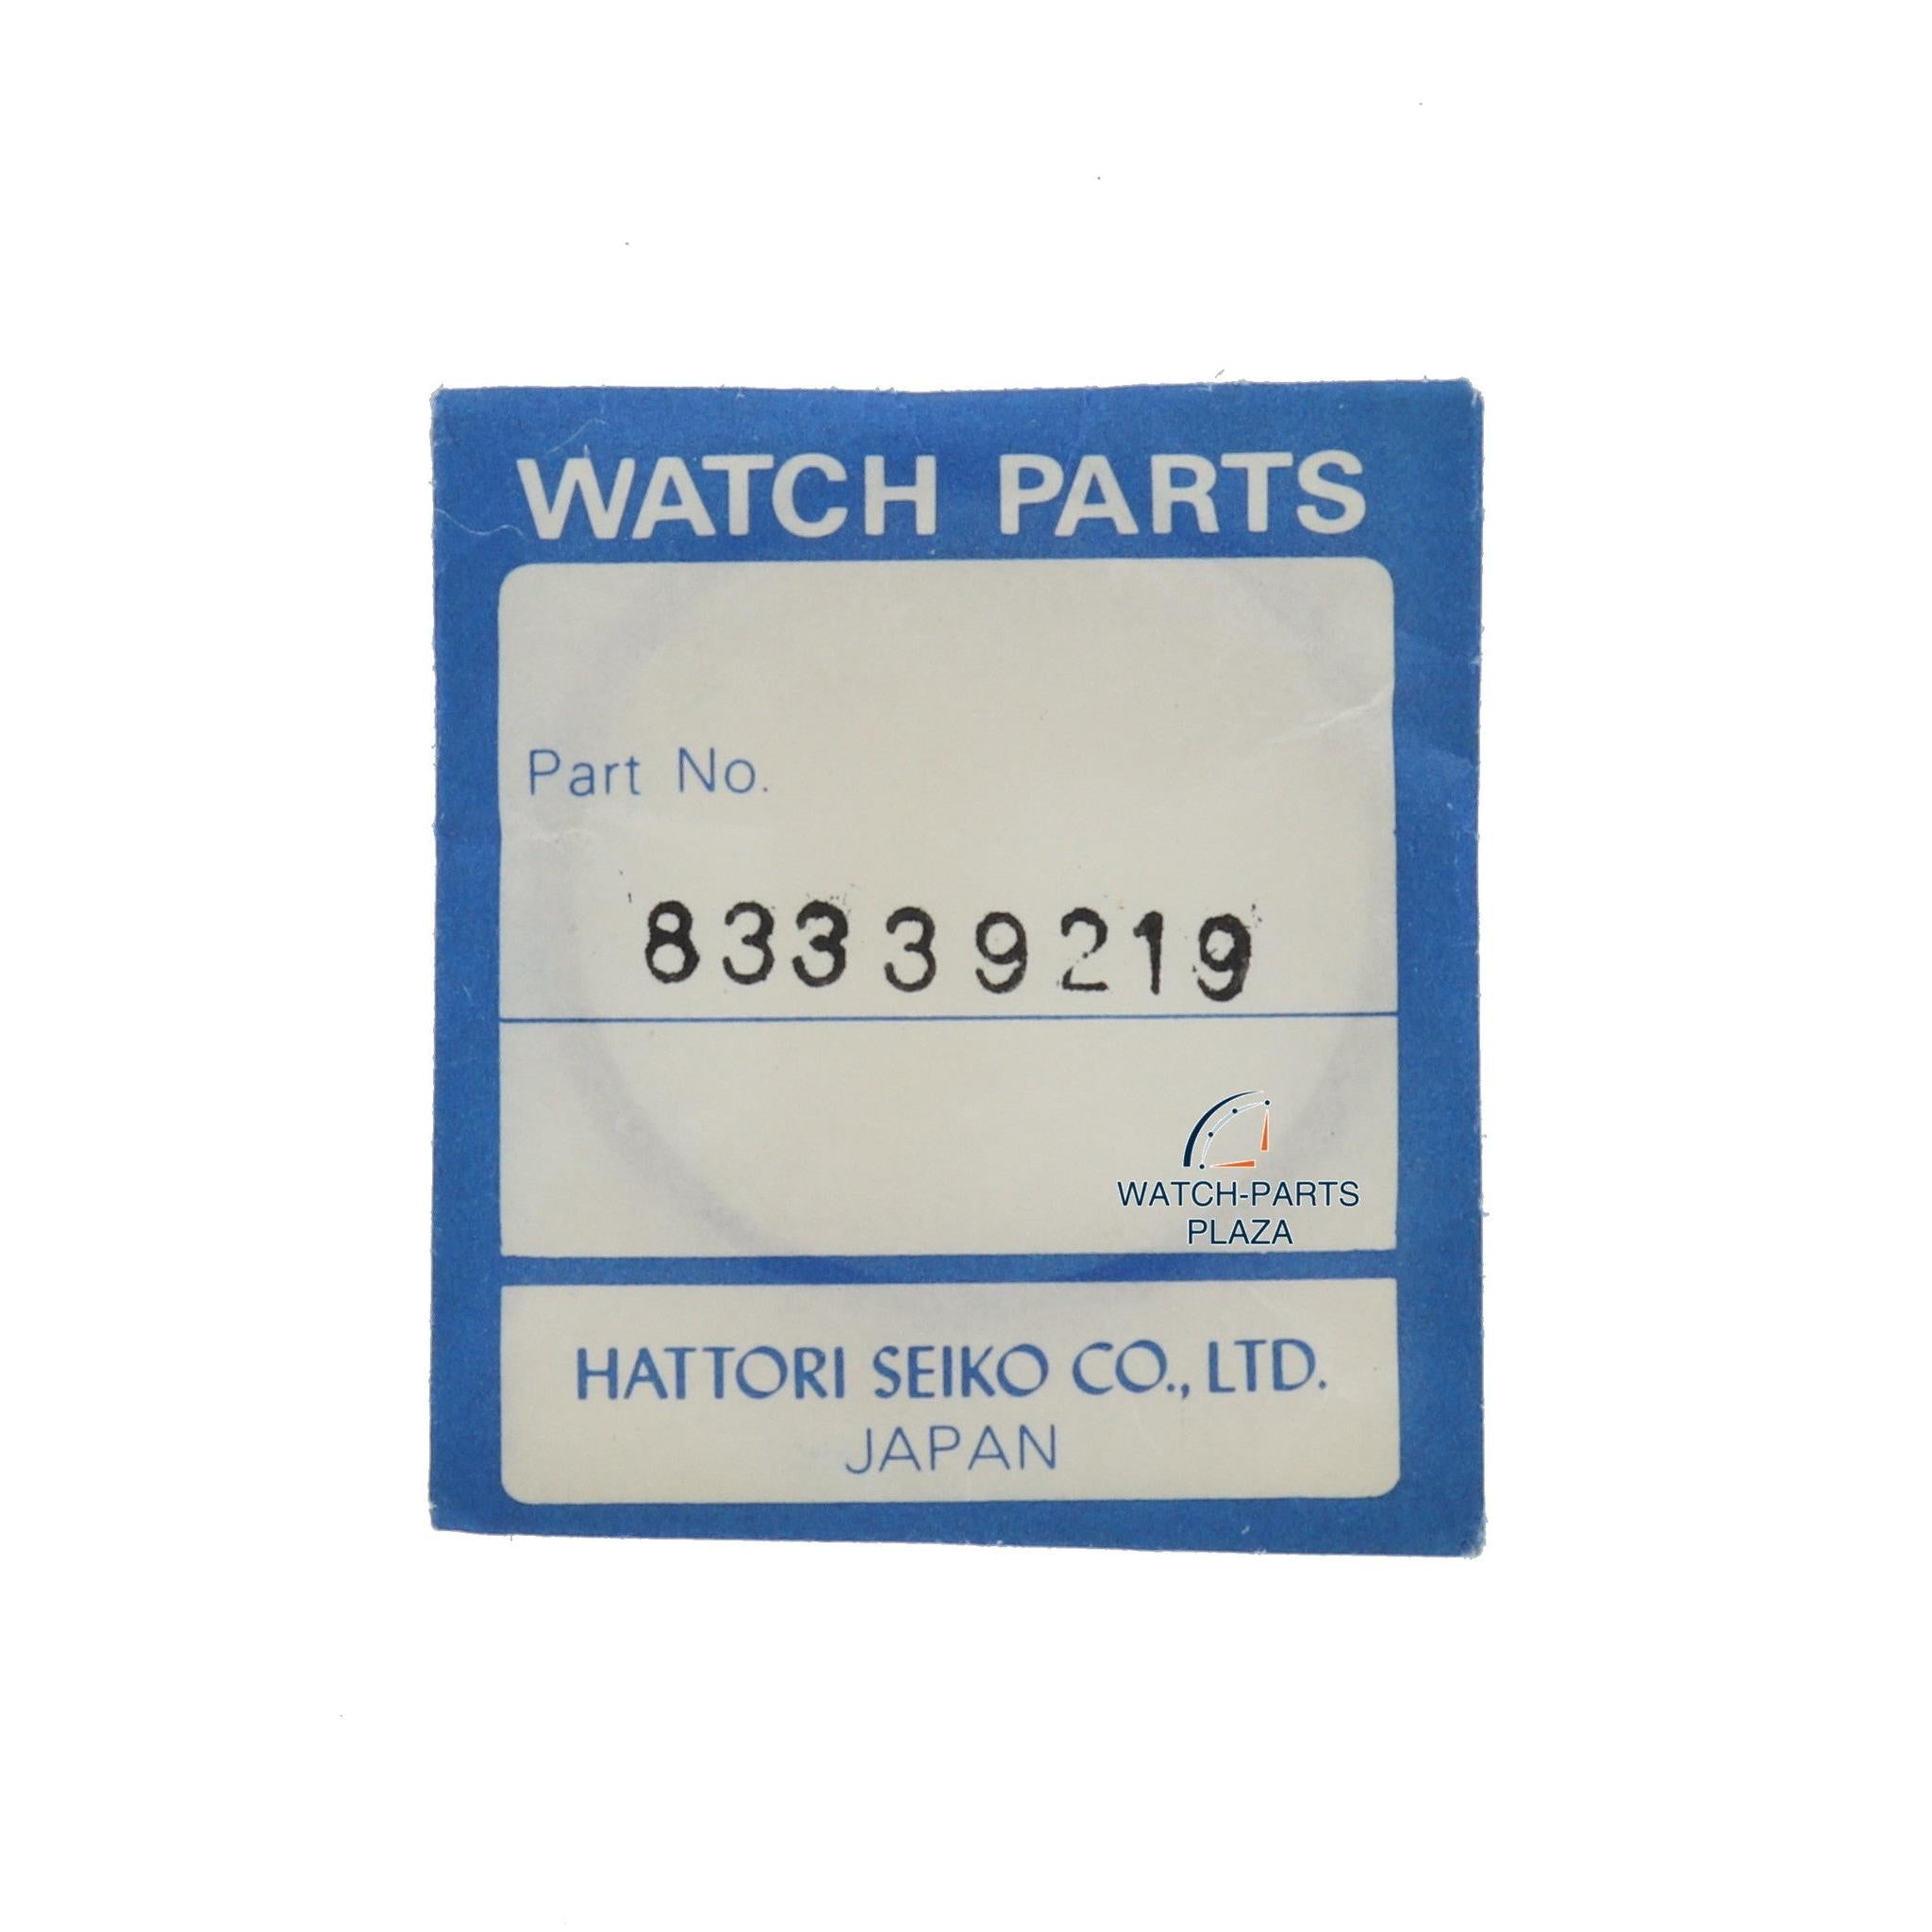 WATCH PARTS
Part No.
83339219
WATCH-PARTS
PLAZA
HATTORI SEIKO CO., LTD.
JAPAN